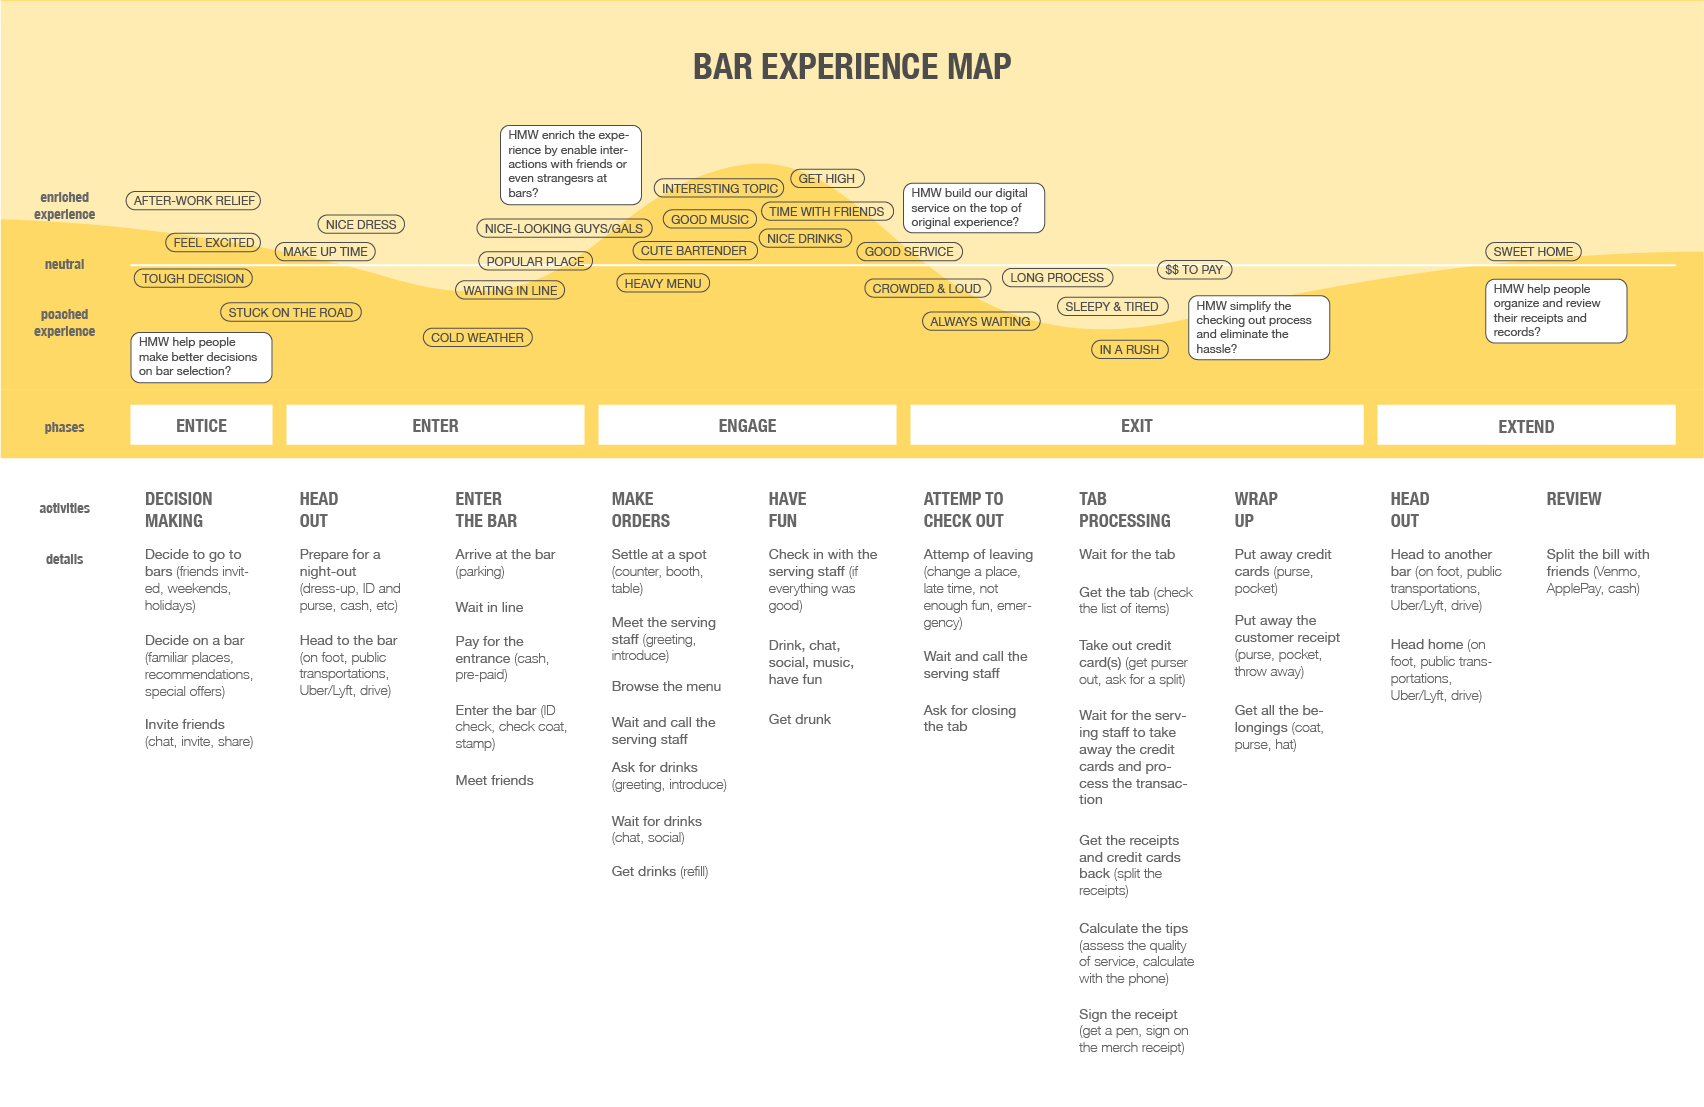 BAR EXPERIENCE MAP
enriched
experience
neutral
poached
experience
AFTER-WORK RELIEF
FEEL EXCITED
TOUGH DECISION
STUCK ON THE ROAD
HMW help people
make better decisions
on bar selection?
NICE DRESS
MAKE UP TIME
HMW enrich the expe-
rience by enable inter-
actions with friends or
even strangesrs at
bars?
NICE-LOOKING GUYS/GALS
POPULAR PLACE
WAITING IN LINE
COLD WEATHER
INTERESTING TOPIC
GET HIGH
GOOD MUSIC
TIME WITH FRIENDS
CUTE BARTENDER
NICE DRINKS
HEAVY MENU
HMW build our digital
service on the top of
original experience?
GOOD SERVICE
CROWDED & LOUD
ALWAYS WAITING
LONG PROCESS
SLEEPY & TIRED
IN A RUSH
$$ TO PAY
HMW simplify the
checking out process
and eliminate the
hassle?
SWEET HOME
HMW help people
organize and review
their receipts and
records?
phases
ENTICE
ENTER
ENGAGE
EXIT
EXTEND
activities
details
DECISION
MAKING
Decide to go to
bars (friends invit-
ed, weekends,
holidays)
Decide on a bar
(familiar places,
recommendations,
special offers)
Invite friends
(chat, invite, share)
HEAD
OUT
Prepare for a
night-out
(dress-up, ID and
purse, cash, etc)
Head to the bar
(on foot, public
transportations,
Uber/Lyft, drive)
ENTER
THE BAR
Arrive at the bar
(parking)
Wait in line
Pay for the
entrance (cash,
pre-paid)
Enter the bar (ID
check, check coat,
stamp)
Meet friends
MAKE
ORDERS
Settle at a spot
(counter, booth,
table)
Meet the serving
staff (greeting,
introduce)
Browse the menu
Wait and call the
serving staff
Ask for drinks
(greeting, introduce)
Wait for drinks
(chat, social)
Get drinks (refill)
HAVE
FUN
Check in with the
serving staff (if
everything was
good)
Drink, chat,
social, music,
have fun
Get drunk
ATTEMP TO
CHECK OUT
Attemp of leaving
(change a place,
late time, not
enough fun, emer-
gency)
Wait and call the
serving staff
Ask for closing
the tab
TAB
PROCESSING
Wait for the tab
Get the tab (check
the list of items)
Take out credit
card(s) (get purser
out, ask for a split)
Wait for the serv-
ing staff to take
away the credit
cards and pro-
cess the transac-
tion
Get the receipts
and credit cards
back (split the
receipts)
Calculate the tips
(assess the quality
of service, calculate
with the phone)
Sign the receipt
(get a pen, sign on
the merch receipt)
WRAP
UP
Put away credit
cards (purse,
pocket)
Put away the
customer receipt
(purse, pocket,
throw away)
Get all the be-
longings (coat,
purse, hat)
HEAD
OUT
Head to another
bar (on foot, public
transportations,
Uber/Lyft, drive)
Head home (on
foot, public trans-
portations,
Uber/Lyft, drive)
REVIEW
Split the bill with
friends (Venmo,
ApplePay, cash)